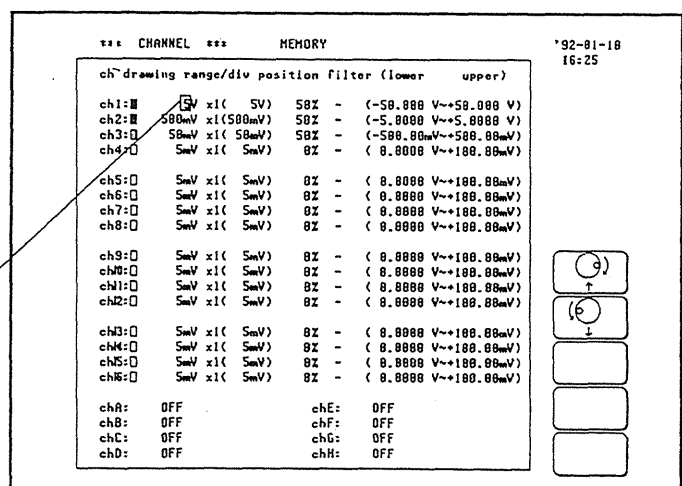 *** CHANNEL *** MEMORY '92-01-18
16:25
ch drawing range/div position filter (lower upper)
ch1: 5V x1( 5V) 50% - (-50.000 V~+50.000 V)
ch2: 500mV x1(500mV) 50% - (-5.0000 V~+5.0000 V)
ch3: 50mV x1( 50mV) 50% - (-500.00mV~+500.00mV)
ch4: 5mV x1( 5mV) 0% - ( 0.0000 V~+100.00mV)
ch5: 5mV x1( 5mV) 0% - ( 0.0000 V~+100.00mV)
ch6: 5mV x1( 5mV) 0% - ( 0.0000 V~+100.00mV)
ch7: 5mV x1( 5mV) 0% - ( 0.0000 V~+100.00mV)
ch8: 5mV x1( 5mV) 0% - ( 0.0000 V~+100.00mV)
ch9: 5mV x1( 5mV) 0% - ( 0.0000 V~+100.00mV)
ch10: 5mV x1( 5mV) 0% - ( 0.0000 V~+100.00mV)
ch11: 5mV x1( 5mV) 0% - ( 0.0000 V~+100.00mV)
ch12: 5mV x1( 5mV) 0% - ( 0.0000 V~+100.00mV)
ch13: 5mV x1( 5mV) 0% - ( 0.0000 V~+100.00mV)
ch14: 5mV x1( 5mV) 0% - ( 0.0000 V~+100.00mV)
ch15: 5mV x1( 5mV) 0% - ( 0.0000 V~+100.00mV)
ch16: 5mV x1( 5mV) 0% - ( 0.0000 V~+100.00mV)
chA: OFF chE: OFF
chB: OFF chF: OFF
chC: OFF chG: OFF
chD: OFF chH: OFF